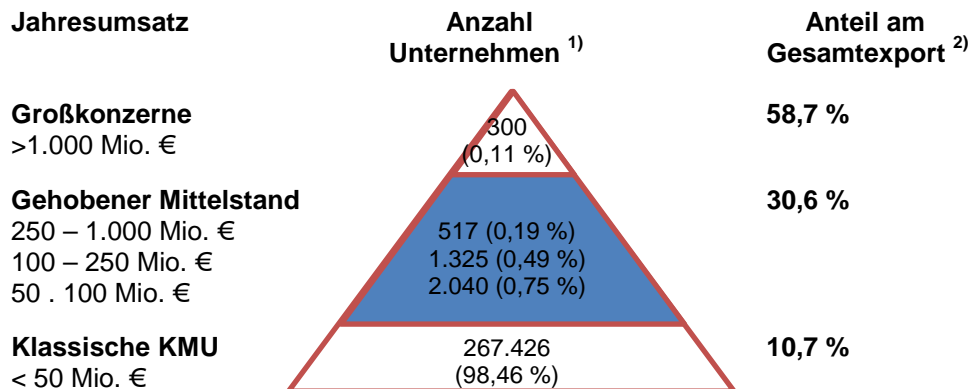 Jahresumsatz
Anzahl
Unternehmen 1)
Anteil am
Gesamtexport 2)
Großkonzerne
>1.000 Mio. €
300
(0,11 %)
58,7 %
Gehobener Mittelstand
250 – 1.000 Mio. €
100 – 250 Mio. €
50 . 100 Mio. €
517 (0,19 %)
1.325 (0,49 %)
2.040 (0,75 %)
30,6 %
Klassische KMU
< 50 Mio. €
267.426
(98,46 %)
10,7 %